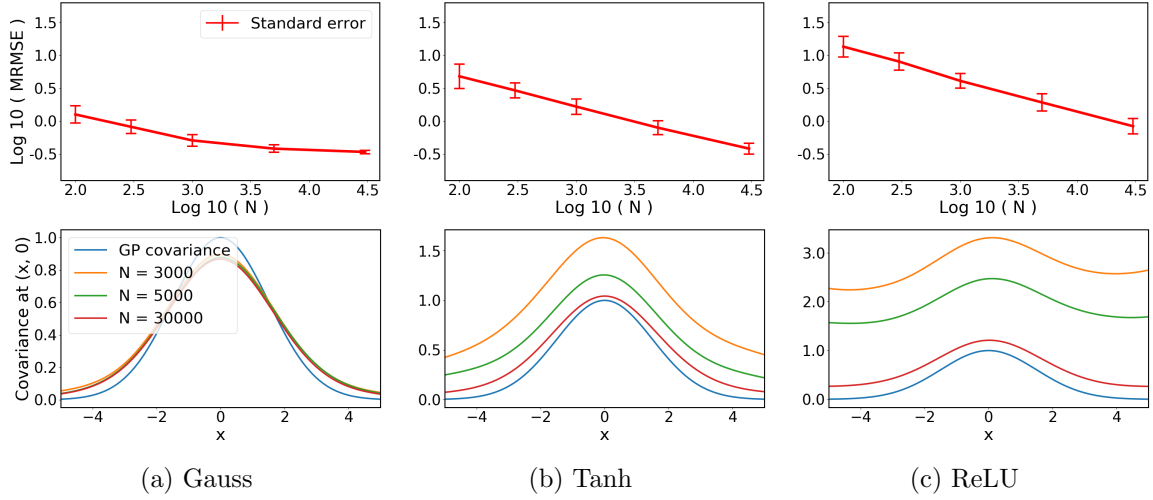 Log 10 ( MRMSE )
1.5
1.0
0.5
0.0
-0.5
Standard error
2.0 2.5 3.0 3.5 4.0 4.5
Log 10 ( N )
1.5
1.0
0.5
0.0
-0.5
2.0 2.5 3.0 3.5 4.0 4.5
Log 10 ( N )
1.5
1.0
0.5
0.0
-0.5
2.0 2.5 3.0 3.5 4.0 4.5
Log 10 ( N )
Covariance at (x, 0)
1.0
0.8
0.6
0.4
0.2
0.0
GP covariance
N = 3000
N = 5000
N = 30000
−4 −2 0 2 4
x
1.5
1.0
0.5
0.0
−4 −2 0 2 4
x
3.0
2.0
1.0
0.0
−4 −2 0 2 4
x
(a) Gauss
(b) Tanh
(c) ReLU